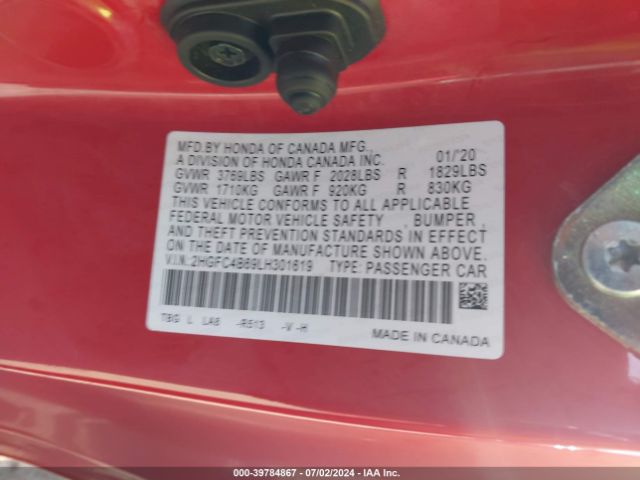 MFD.BY HONDA OF CANADA MFG., 01/'20
A DIVISION OF HONDA CANADA INC.
GVWR 3769LBS GAWR F 2028LBS R 1829LBS
GVWR 1710KG GAWR F 920KG R 830KG
THIS VEHICLE CONFORMS TO ALL APPLICABLE
FEDERAL MOTOR VEHICLE SAFETY , BUMPER ,
AND THEFT PREVENTION STANDARDS IN EFFECT
ON THE DATE OF MANUFACTURE SHOWN ABOVE.
V.I.N.:2HGFC4B69LH301619 TYPE: PASSENGER CAR
TBG L LA8 -R513 -V -H
MADE IN CANADA
000-39784867 - 07/02/2024 - IAA Inc.